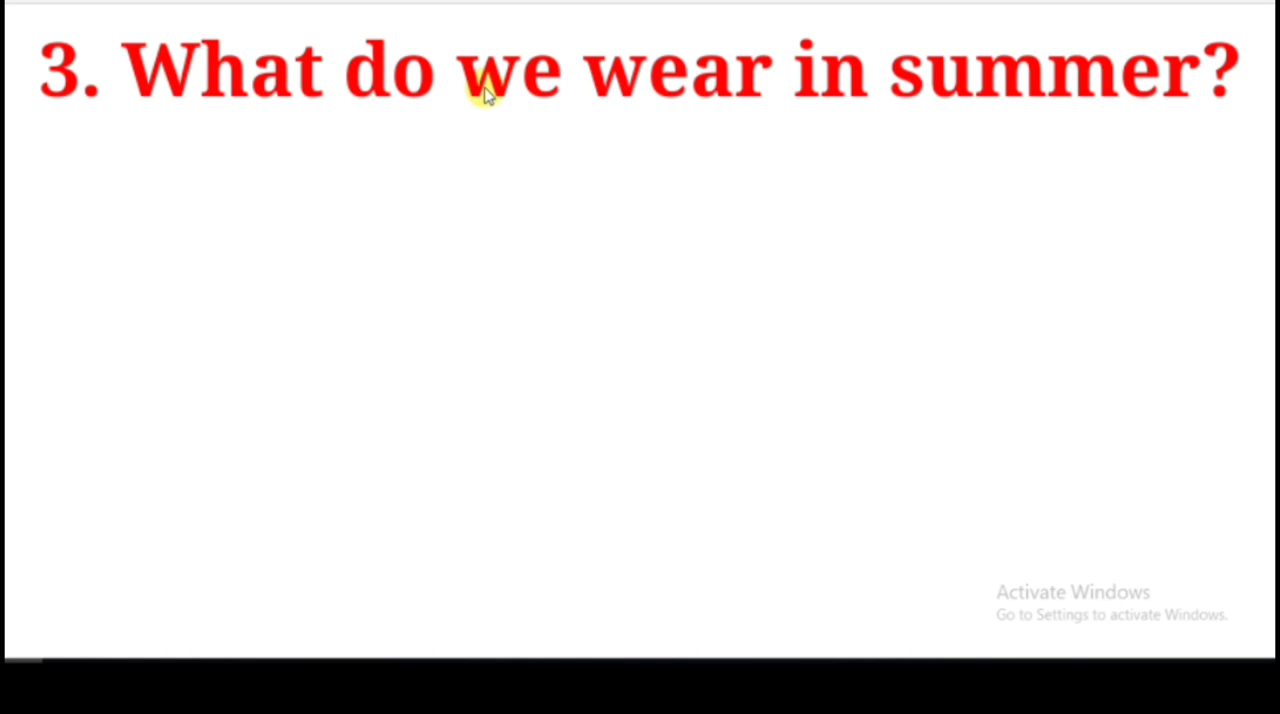 3. What do we wear in summer?
Activate Windows
Go to Settings to activate Windows.